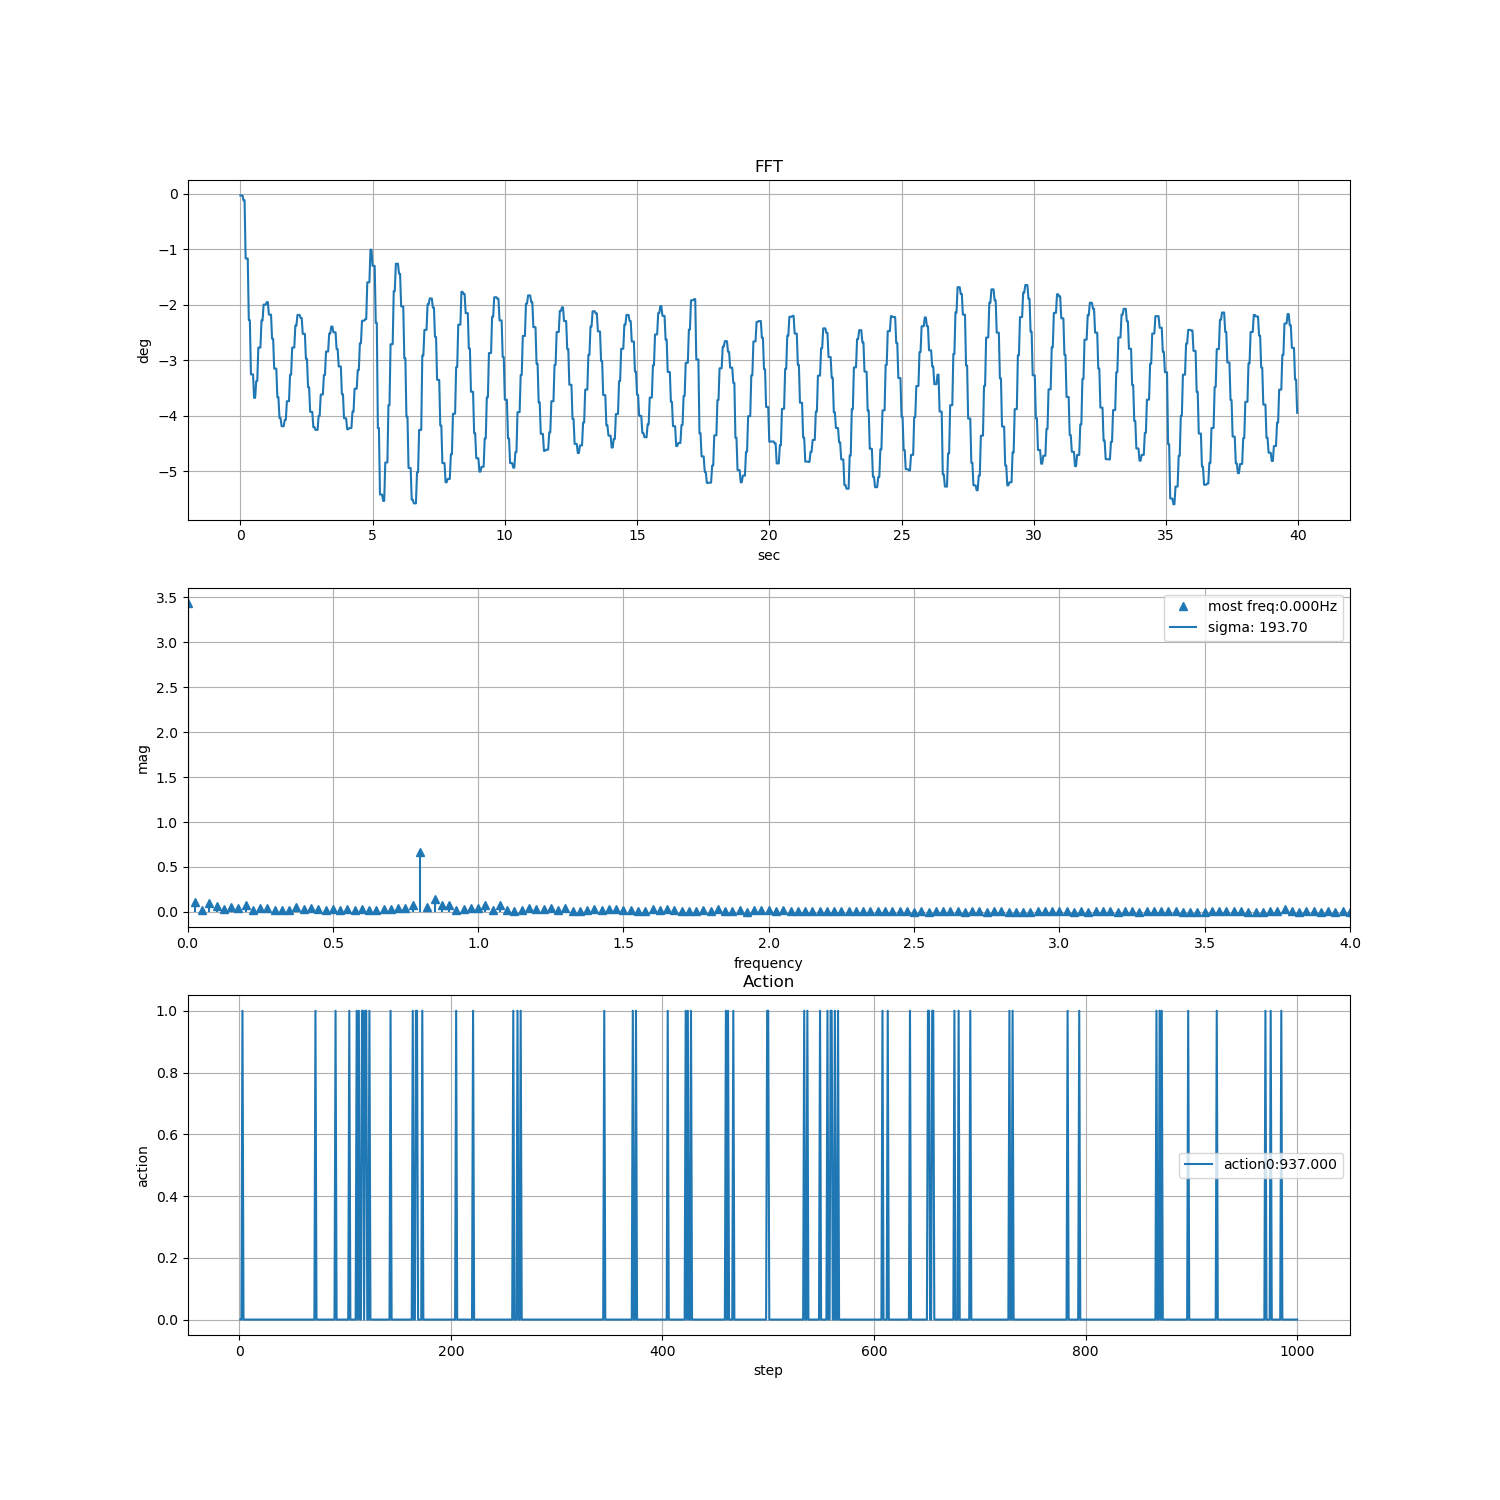 FFT
0
−1
−2
−3
−4
−5
deg
0 5 10 15 20 25 30 35 40
sec
3.5
3.0
2.5
2.0
1.5
1.0
0.5
0.0
mag
most freq:0.000Hz
sigma: 193.70
0.0 0.5 1.0 1.5 2.0 2.5 3.0 3.5 4.0
frequency
Action
1.0
0.8
0.6
0.4
0.2
0.0
action
action0:937.000
0 200 400 600 800 1000
step